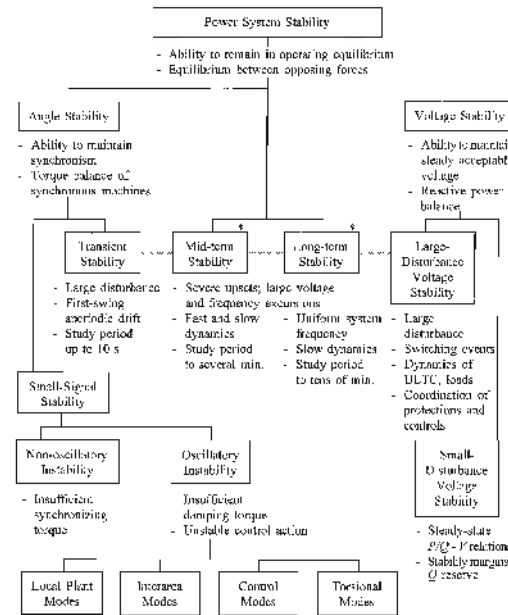 Power System Stability
- Ability to remain in operating equilibrium
- Equilibrium between opposing forces
Angle Stability
- Ability to maintain
synchronism
- Torque balance of
synchronous machines
Voltage Stability
- Ability to maintai
steady acceptable
voltage
- Reactive power
balance
Transient
Stability
- Large disturbance
- First-swing
aperiodic drift
- Study period
up to 10 s
*
Mid-term
Stability
- Severe upsets; large voltage
and frequency excursions
- Fast and slow
dynamics
- Study period
to several min.
*
Long-term
Stability
- Uniform system
frequency
- Slow dynamics
- Study period
to tens of min.
Large-
Disturbance
Voltage
Stability
- Large
disturbance
- Switching events
- Dynamics of
ULTC, loads
- Coordination of
protections and
controls
Small-Signal
Stability
Non-oscillatory
Instability
- Insufficient
synchronizing
torque
Oscillatory
Instability
Insufficient
damping torque
- Unstable control action
Small-
Disturbance
Voltage
Stability
- Steady-state
P/Q - V relation
- Stability margins
Q reserve
Local Plant
Modes
Interarea
Modes
Control
Modes
Torsional
Modes